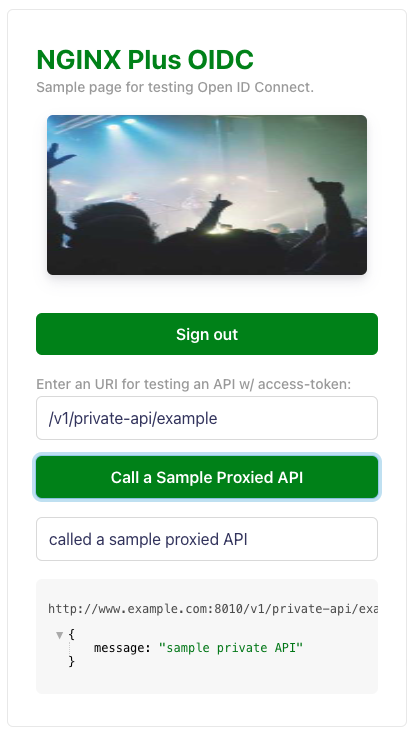 NGINX Plus OIDC
Sample page for testing Open ID Connect.
Sign out
Enter an URI for testing an API w/ access-token:
/v1/private-api/example
Call a Sample Proxied API
called a sample proxied API
http://www.example.com:8010/v1/private-api/exa
{
message: "sample private API"
}